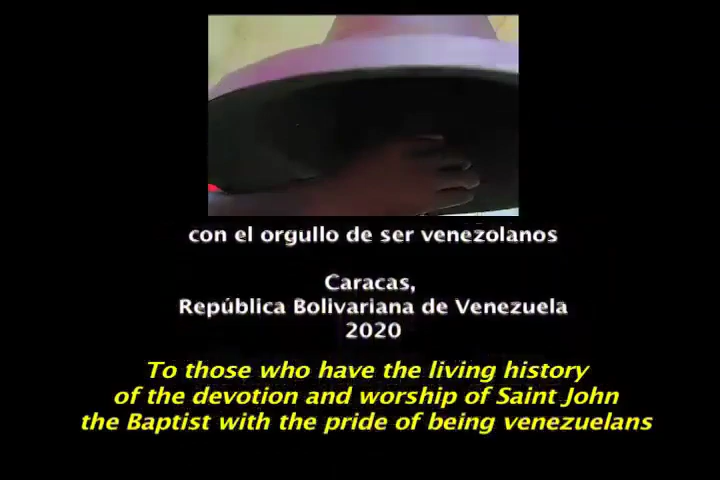 con el orgullo de ser venezolanos
Caracas,
República Bolivariana de Venezuela
2020
To those who have the living history
of the devotion and worship of Saint John
the Baptist with the pride of being venezuelans